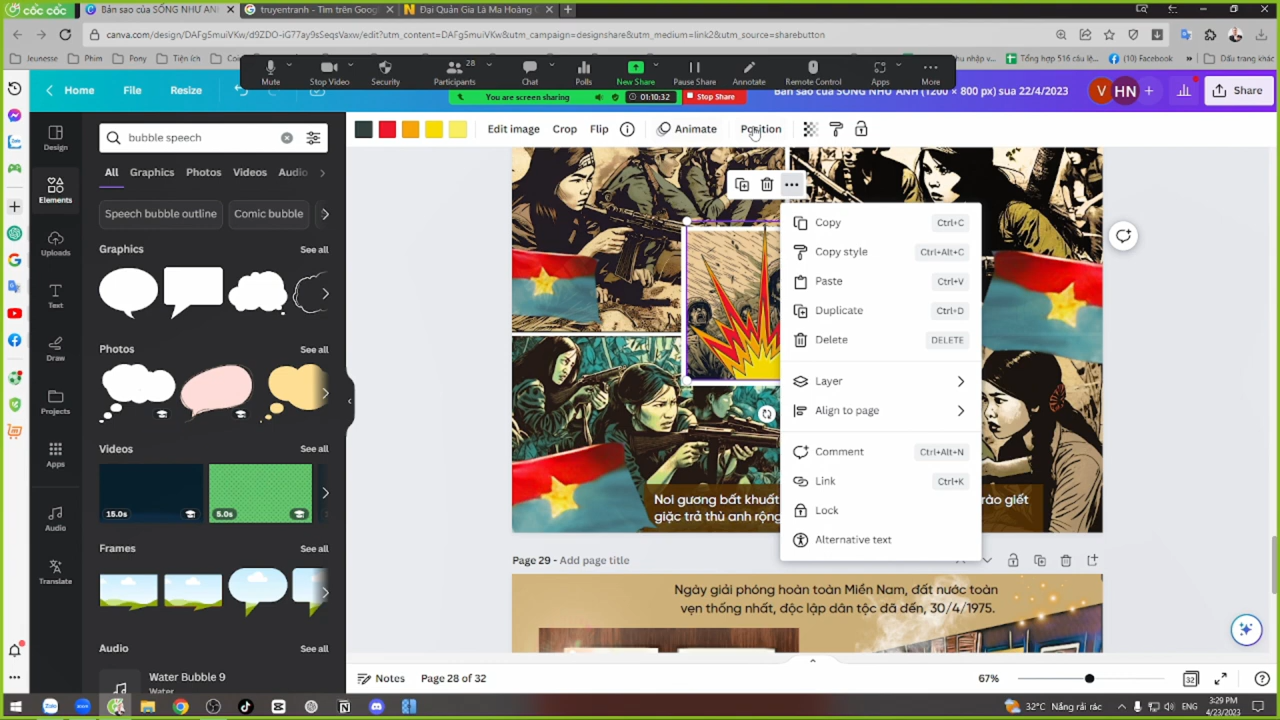 cốc cốc
Bản sao của SỐNG NHƯ ANH
truyentranh - Tìm trên Goog
Đại Quản Gia Là Ma Hoàng
canva.com/design/DAFg5muiVKw/d9ZDO-iG77ay9sSeqsVaxw/edit?utm_content=DAFg5muiVKw&utm_campaign=designshare&utm_medium=link2&utm_source=sharebutton
Jeunesse
Phim
Pony
Tiện ích
Tổng hợp 515 câu lệ...
(10) Facebook
Dấu trang khác
Mute
Stop Video
Security
Participants
28
Chat
Polls
New Share
Pause Share
Annotate
Remote Control
Apps
More
You are screen sharing
01:10:32
Stop Share
Home
File
Resize
Bản sao của SỐNG NHƯ ANH (1200 × 800 px) sua 22/4/2023
V
HN
Share
Design
Elements
Uploads
Text
Draw
Projects
Apps
Audio
Translate
bubble speech
All
Graphics
Photos
Videos
Audio
Speech bubble outline
Comic bubble
Graphics
See all
Photos
See all
Videos
See all
15.0s
5.0s
Frames
See all
Audio
See all
Water Bubble 9
Water
Edit image
Crop
Flip
Animate
Position
Copy
Ctrl+C
Copy style
Ctrl+Alt+C
Paste
Ctrl+V
Duplicate
Ctrl+D
Delete
DELETE
Layer
Align to page
Comment
Ctrl+Alt+N
Link
Ctrl+K
Lock
Alternative text
Noi gương bất khuất
rào giết
giặc trả thù anh rộng
Page 29 - Add page title
Ngày giải phóng hoàn toàn Miền Nam, đất nước toàn
vẹn thống nhất, độc lập dân tộc đã đến, 30/4/1975.
Notes
Page 28 of 32
67%
32
32°C Nắng rải rác
ENG
3:29 PM
4/23/2023